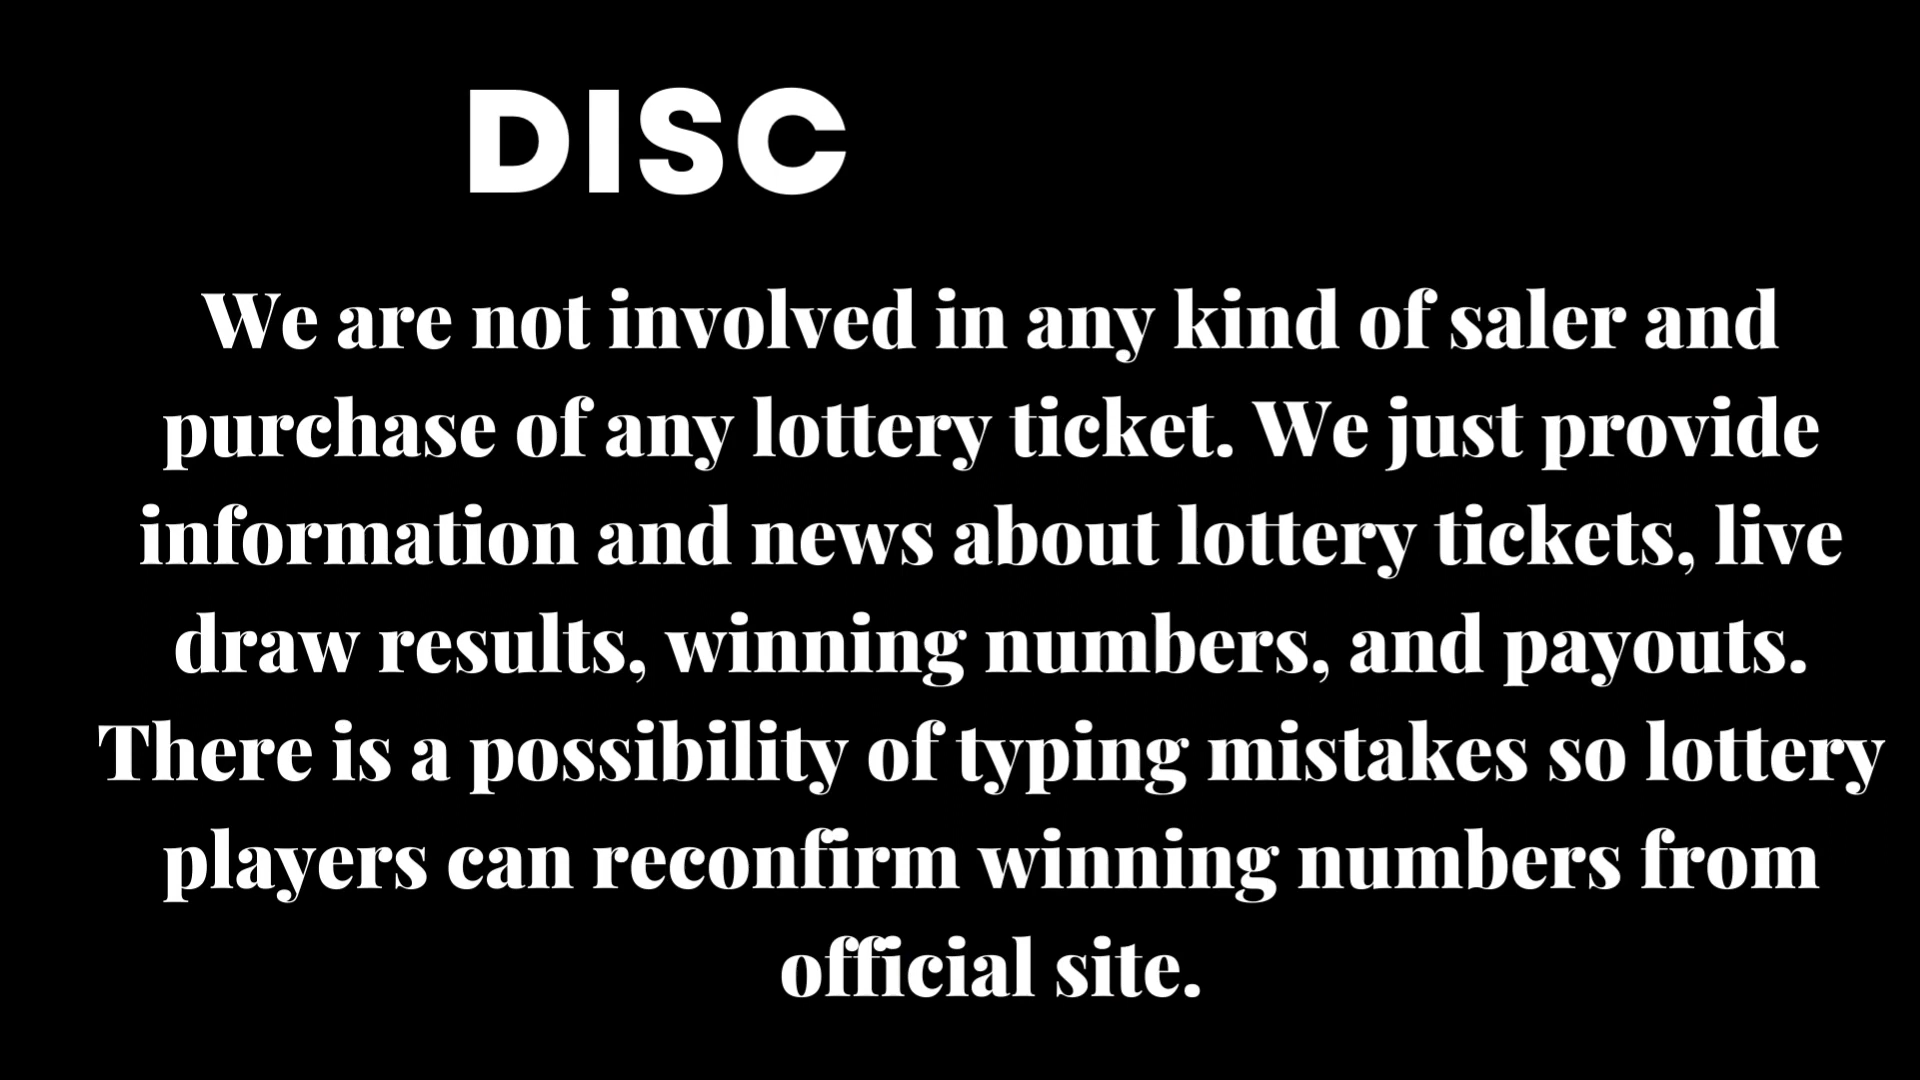 DISC
We are not involved in any kind of saler and
purchase of any lottery ticket. We just provide
information and news about lottery tickets, live
draw results, winning numbers, and payouts.
There is a possibility of typing mistakes so lottery
players can reconfirm winning numbers from
official site.